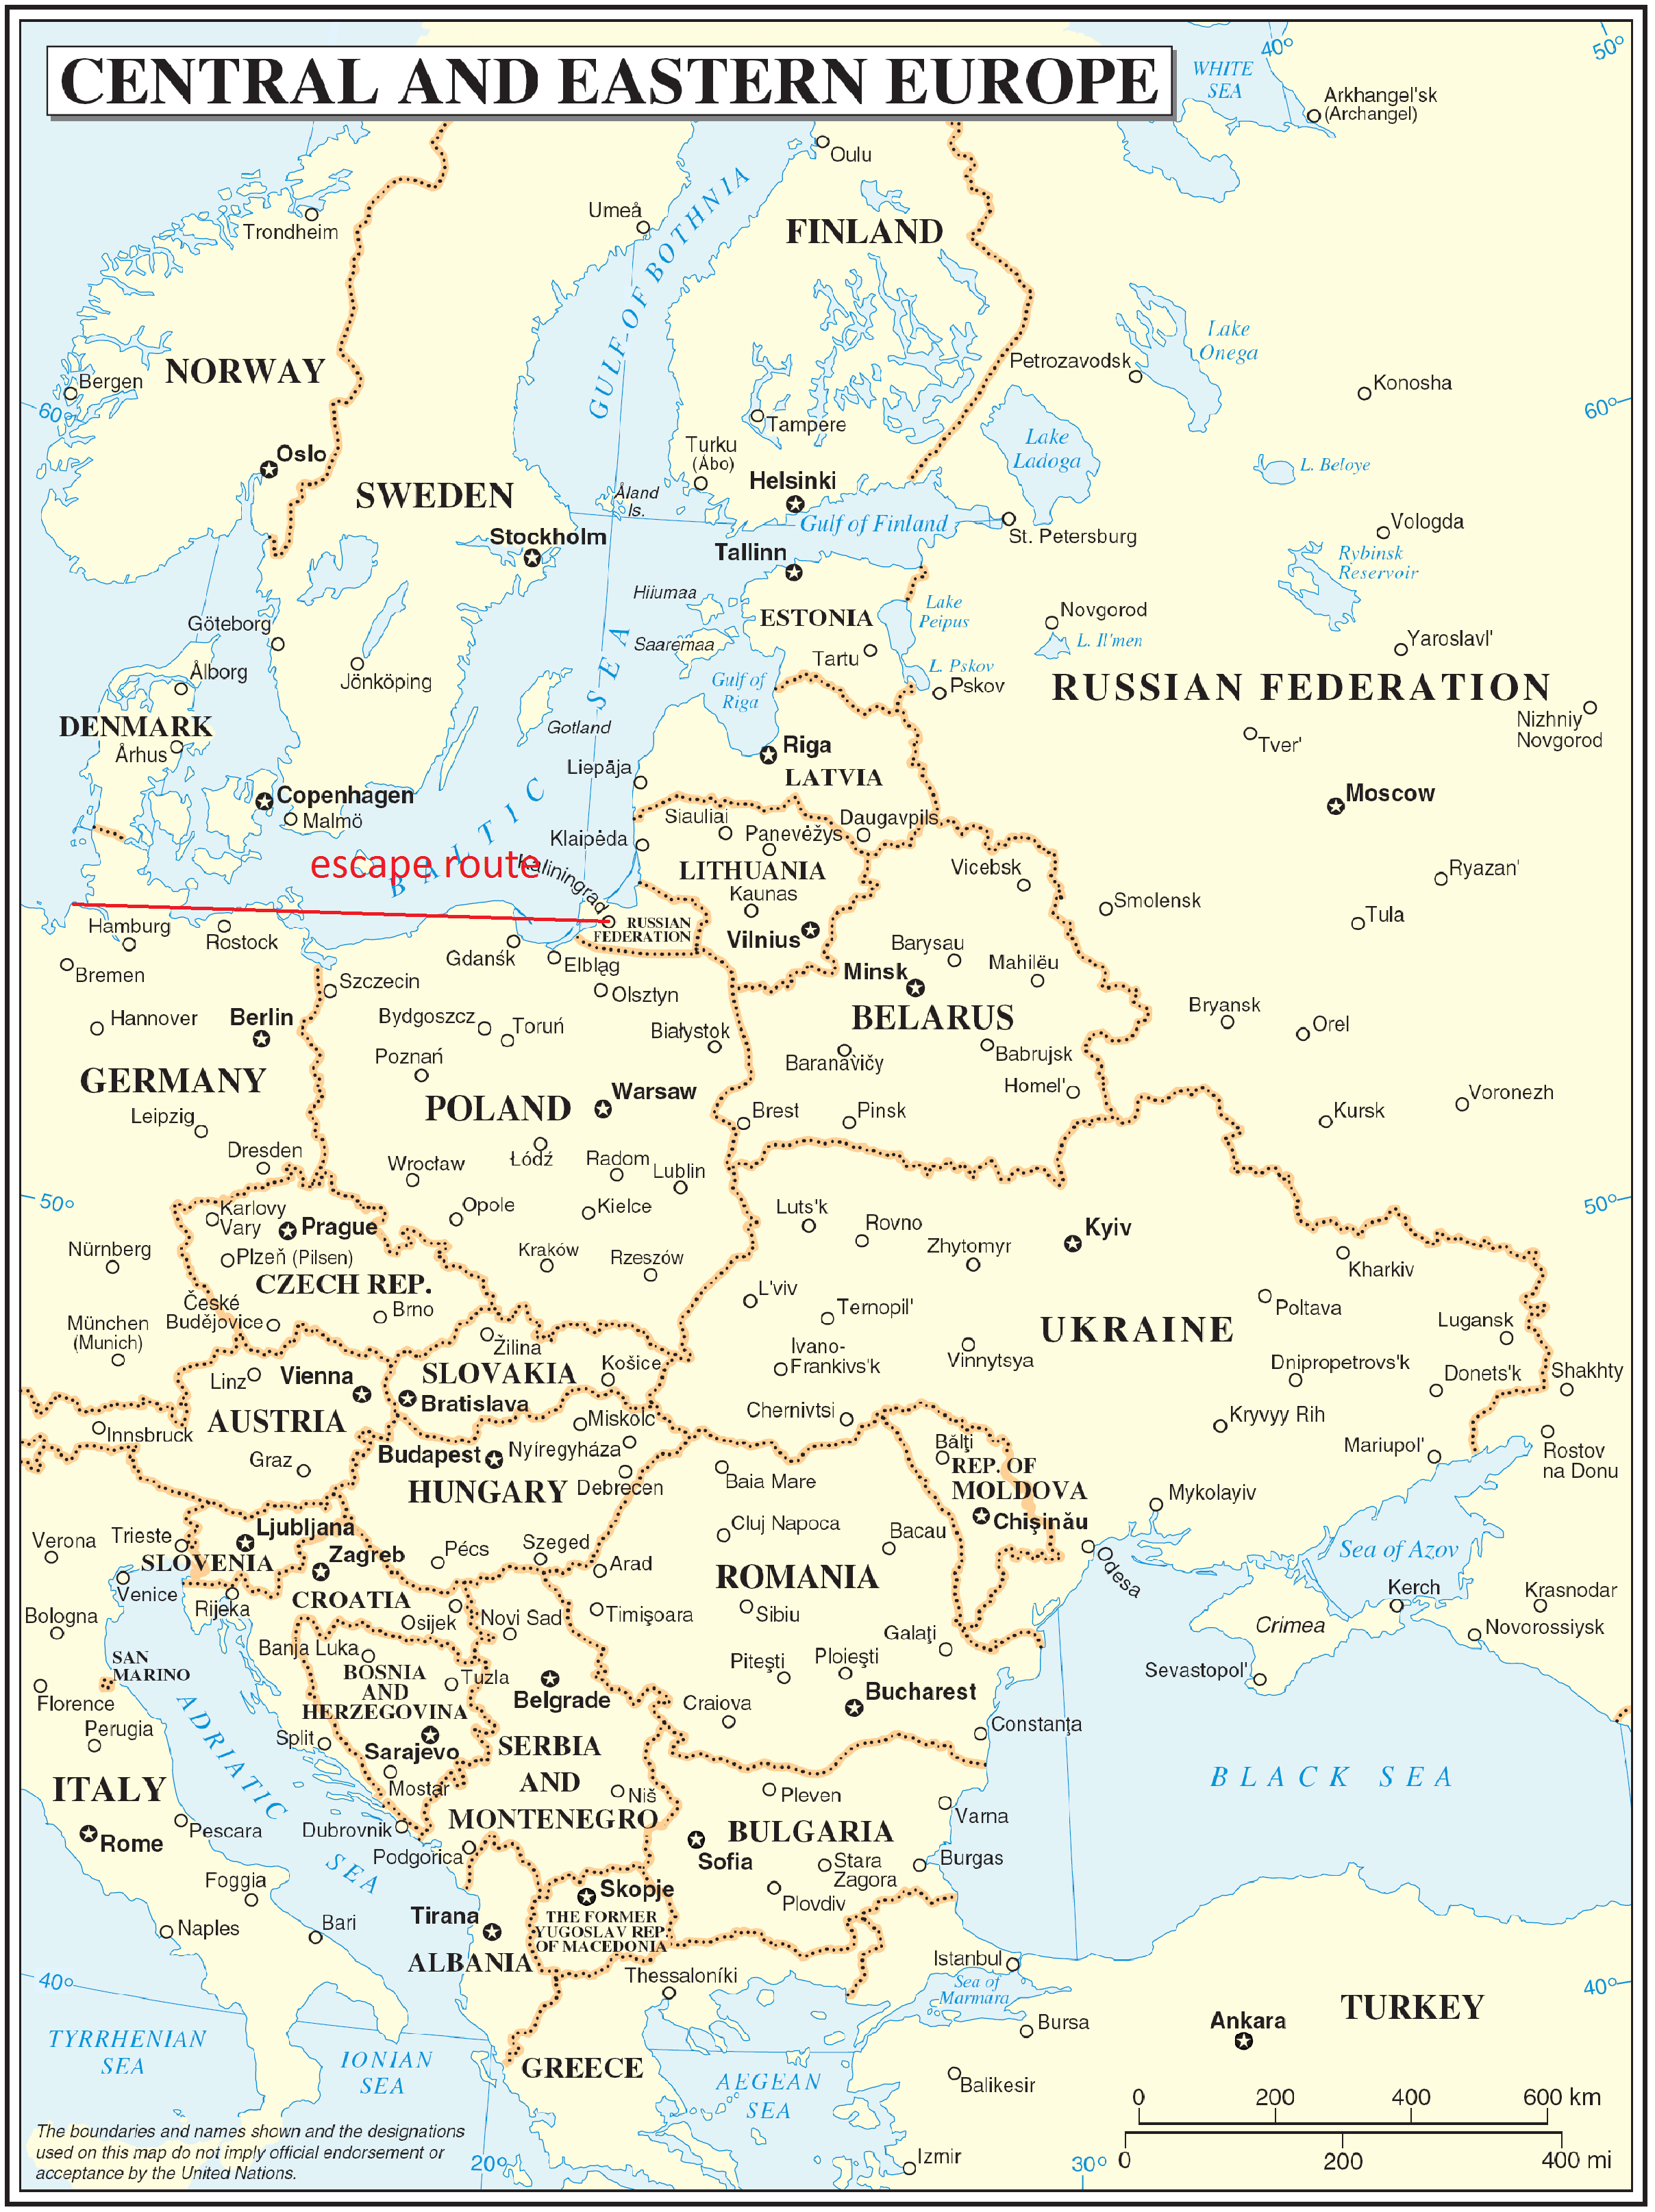 CENTRAL AND EASTERN EUROPE
40°
50°
WHITE
SEA
Arkhangel'sk
(Archangel)
Oulu
Umeå
Trondheim
FINLAND
GULF OF BOTHNIA
Lake
Onega
Petrozavodsk
NORWAY
Bergen
Konosha
60°
60°
Tampere
Turku
(Åbo)
Lake
Ladoga
Oslo
L. Beloye
Helsinki
SWEDEN
Åland
Is.
Gulf of Finland
Vologda
St. Petersburg
Stockholm
Tallinn
Rybinsk
Reservoir
Hiiumaa
ESTONIA
Lake
Peipus
Novgorod
Göteborg
L. Il'men
Yaroslavl'
Saaremaa
Tartu
Ålborg
Jönköping
Gulf of
Riga
L. Pskov
Pskov
RUSSIAN FEDERATION
DENMARK
Gotland
Nizhniy
Novgorod
Århus
Riga
Tver'
Liepāja
LATVIA
Copenhagen
Moscow
Malmö
BALTIC SEA
Siauliai
Daugavpils
Klaipėda
Panevėžys
escape route
Kaliningrad
LITHUANIA
Vicebsk
Ryazan'
Kaunas
Smolensk
Tula
Hamburg
Rostock
RUSSIAN
FEDERATION
Vilnius
Barysau
Gdańśk
Elbląg
Minsk
Mahilëu
Bremen
Szczecin
Olsztyn
Hannover
Berlin
Bydgoszcz
Toruń
Białystok
BELARUS
Bryansk
Orel
Poznań
Baranavičy
Babrujsk
GERMANY
Homel'
Warsaw
Voronezh
POLAND
Leipzig
Brest
Pinsk
Kursk
Dresden
Wrocław
Łódź
Radom
Lublin
50°
50°
Karlovy
Vary
Opole
Kielce
Luts'k
Rovno
Kyiv
Prague
Nürnberg
Plzeň (Pilsen)
Kraków
Rzeszów
Zhytomyr
Kharkiv
CZECH REP.
L'viv
Ternopil'
Poltava
České
Budějovice
Brno
UKRAINE
Lugansk
München
(Munich)
Žilina
Ivano-
Frankivs'k
Vinnytsya
Košice
Dnipropetrovs'k
Donets'k
Shakhty
Linz
Vienna
SLOVAKIA
Bratislava
AUSTRIA
Miskolc
Chernivtsi
Kryvyy Rih
Innsbruck
Budapest
Nyíregyháza
Bălţi
Mariupol'
Rostov
na Donu
Graz
HUNGARY
Debrecen
Baia Mare
REP. OF
MOLDOVA
Mykolayiv
Chişinău
Ljubljana
Cluj Napoca
Bacau
Verona
Trieste
SLOVENIA
Zagreb
Pécs
Szeged
Arad
Odesa
Sea of Azov
ROMANIA
Venice
Rijeka
CROATIA
Kerch
Krasnodar
Bologna
Osijek
Novi Sad
Timişoara
Sibiu
Crimea
Novorossiysk
Galaţi
Banja Luka
SAN
MARINO
BOSNIA
AND
HERZEGOVINA
Tuzla
Piteşti
Ploieşti
Sevastopol'
Florence
Belgrade
Craiova
Bucharest
Perugia
ADRIATIC SEA
Split
Sarajevo
Constanţa
SERBIA
AND
MONTENEGRO
Mostar
BLACK SEA
ITALY
Niš
Pleven
Varna
Rome
Pescara
Dubrovnik
BULGARIA
Podgorica
Sofia
Stara
Zagora
Burgas
Foggia
Skopje
Plovdiv
Naples
Bari
Tirana
THE FORMER
YUGOSLAV REP.
OF MACEDONIA
ALBANIA
Istanbul
40°
Thessaloníki
Sea of
Marmara
40°
TURKEY
Ankara
Bursa
TYRRHENIAN
SEA
IONIAN
SEA
GREECE
AEGEAN
SEA
Balikesir
0 200 400 600 km
The boundaries and names shown and the designations
used on this map do not imply official endorsement or
acceptance by the United Nations.
20°
Izmir
30°
0 200 400 mi